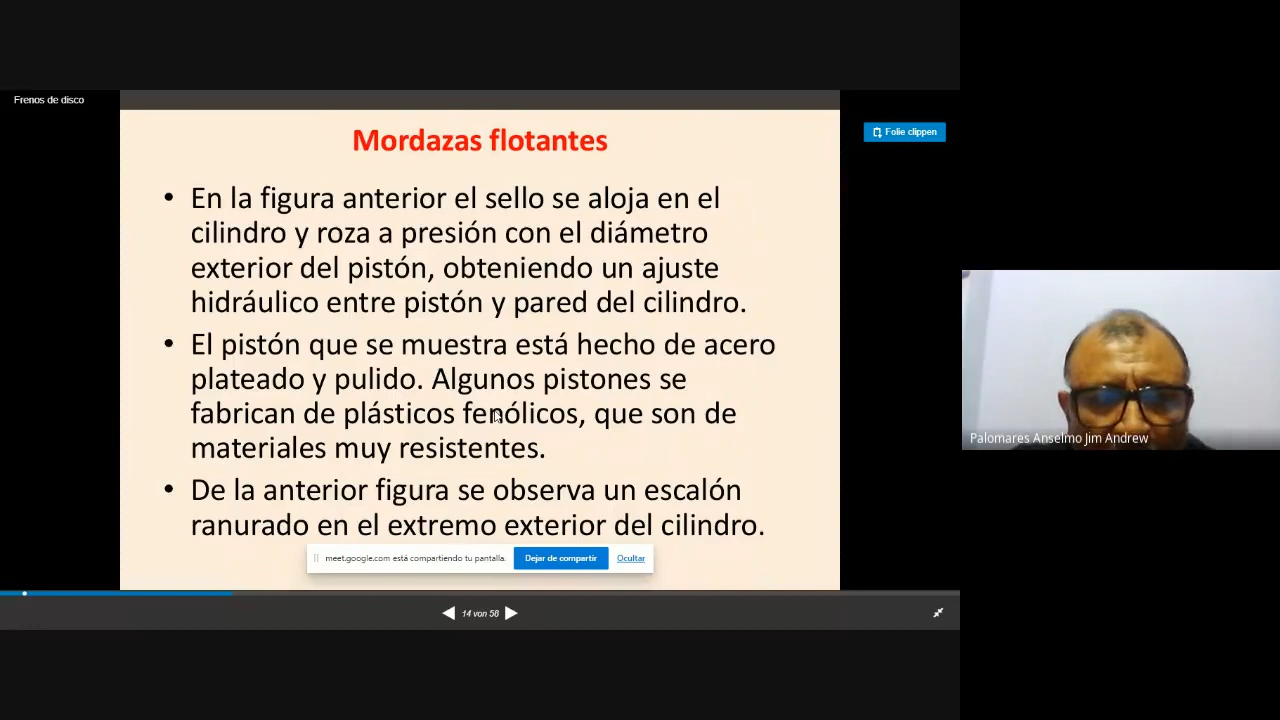 Frenos de disco
Folie clippen
Mordazas flotantes
• En la figura anterior el sello se aloja en el
cilindro y roza a presión con el diámetro
exterior del pistón, obteniendo un ajuste
hidráulico entre pistón y pared del cilindro.
• El pistón que se muestra está hecho de acero
plateado y pulido. Algunos pistones se
fabrican de plásticos fenólicos, que son de
materiales muy resistentes.
• De la anterior figura se observa un escalón
ranurado en el extremo exterior del cilindro.
meet.google.com está compartiendo tu pantalla. Dejar de compartir Ocultar
14 von 58
Palomares Anselmo Jim Andrew